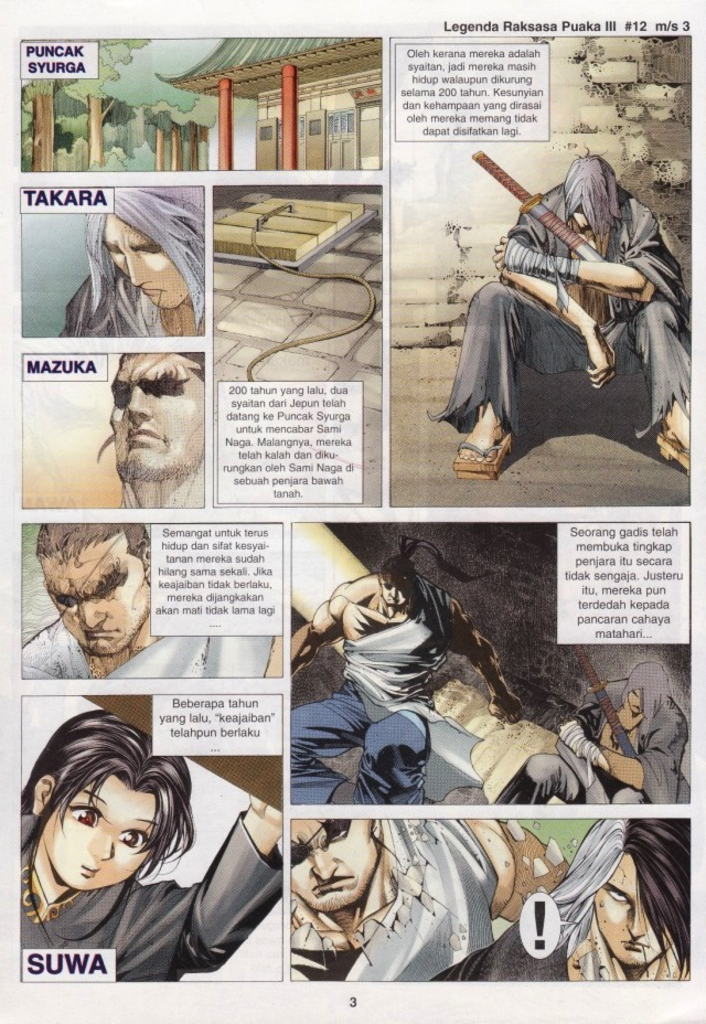 Legenda Raksasa Puaka III #12 m/s 3
PUNCAK
SYURGA
Oleh kerana mereka adalah
syaitan, jadi mereka masih
hidup walaupun dikurung
selama 200 tahun. Kesunyian
dan kehampaan yang dirasai
oleh mereka memang tidak
dapat disifatkan lagi.
TAKARA
MAZUKA
200 tahun yang lalu, dua
syaitan dari Jepun telah
datang ke Puncak Syurga
untuk mencabar Sami
Naga. Malangnya, mereka
telah kalah dan diku-
rungkan oleh Sami Naga di
sebuah penjara bawah
tanah.
Semangat untuk terus
hidup dan sifat kesyai-
tanan mereka sudah
hilang sama sekali. Jika
keajaiban tidak berlaku,
mereka dijangkakan
akan mati tidak lama lagi
....
Seorang gadis telah
membuka tingkap
penjara itu secara
tidak sengaja. Justeru
itu, mereka pun
terdedah kepada
pancaran cahaya
matahari...
Beberapa tahun
yang lalu, "keajaiban"
telahpun berlaku
...
SUWA
!
3